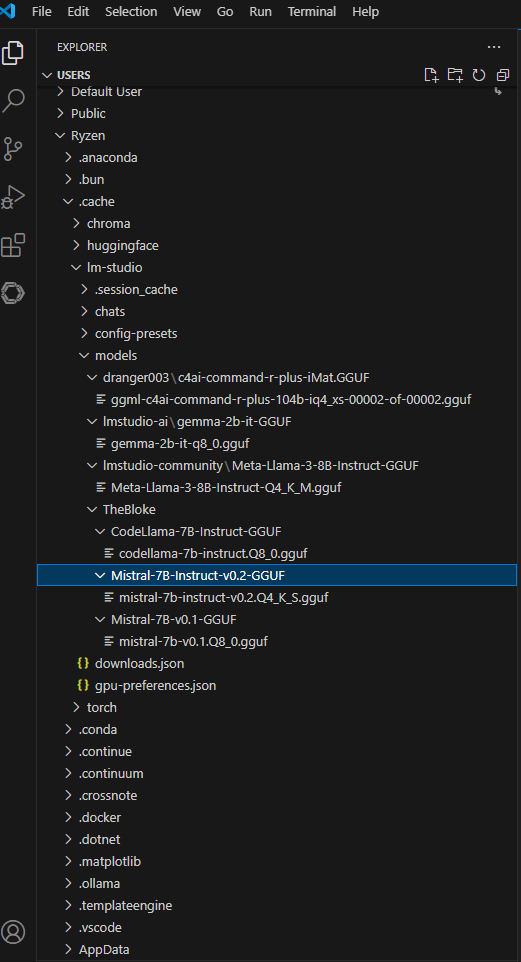 File Edit Selection View Go Run Terminal Help
EXPLORER
USERS
Default User
Public
Ryzen
.anaconda
.bun
.cache
chroma
huggingface
lm-studio
.session_cache
chats
config-presets
models
dranger003\c4ai-command-r-plus-iMat.GGUF
ggml-c4ai-command-r-plus-104b-iq4_xs-00002-of-00002.gguf
lmstudio-ai\gemma-2b-it-GGUF
gemma-2b-it-q8_0.gguf
lmstudio-community\Meta-Llama-3-8B-Instruct-GGUF
Meta-Llama-3-8B-Instruct-Q4_K_M.gguf
TheBloke
CodeLlama-7B-Instruct-GGUF
codellama-7b-instruct.Q8_0.gguf
Mistral-7B-Instruct-v0.2-GGUF
mistral-7b-instruct-v0.2.Q4_K_S.gguf
Mistral-7B-v0.1-GGUF
mistral-7b-v0.1.Q8_0.gguf
{} downloads.json
{} gpu-preferences.json
torch
.conda
.continue
.continuum
.crossnote
.docker
.dotnet
.matplotlib
.ollama
.templateengine
.vscode
AppData